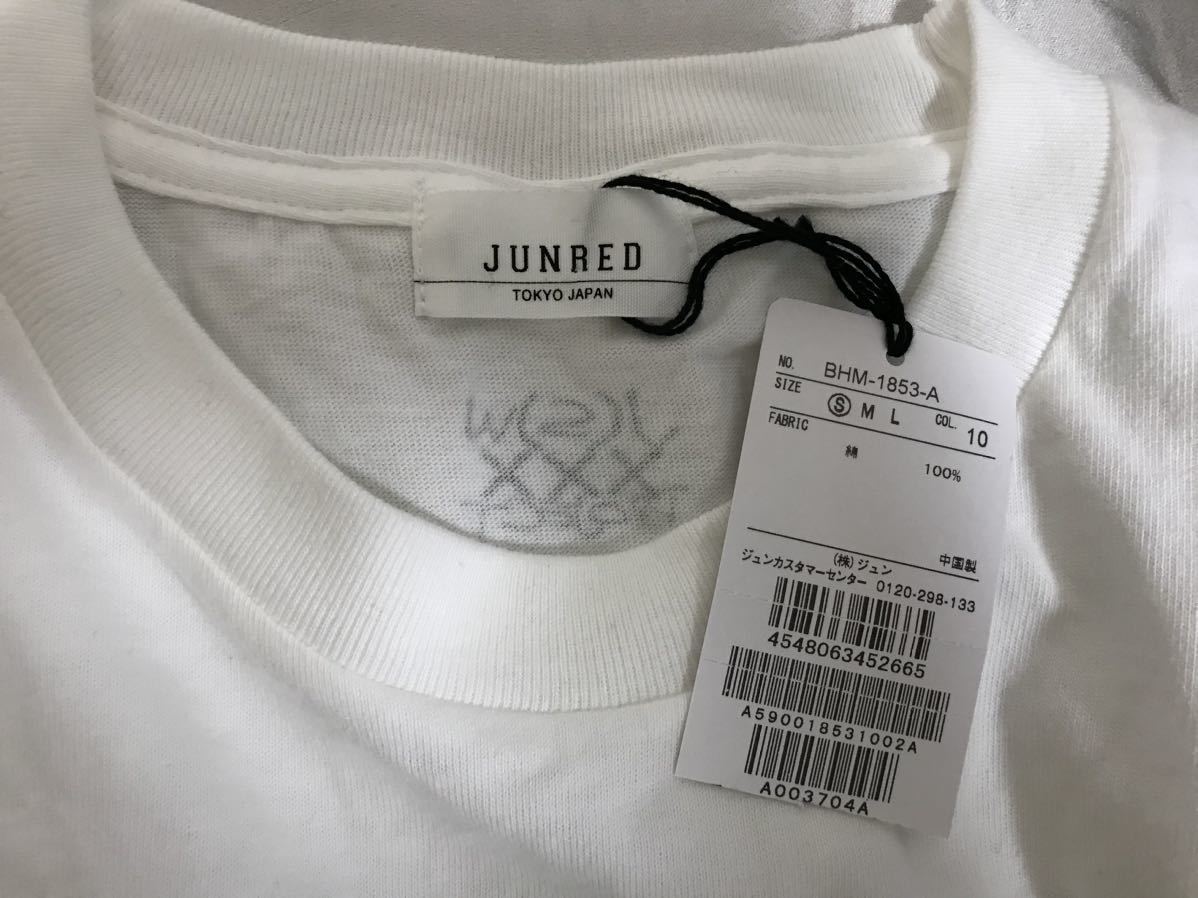 JUNRED
TOKYO JAPAN
NO. BHM-1853-A
SIZE Ⓢ M L COL. 10
FABRIC
綿 100%
(株)ジュン 中国製
ジュンカスタマーセンター 0120-298-133
4548063452665
A590018531002A
A003704A